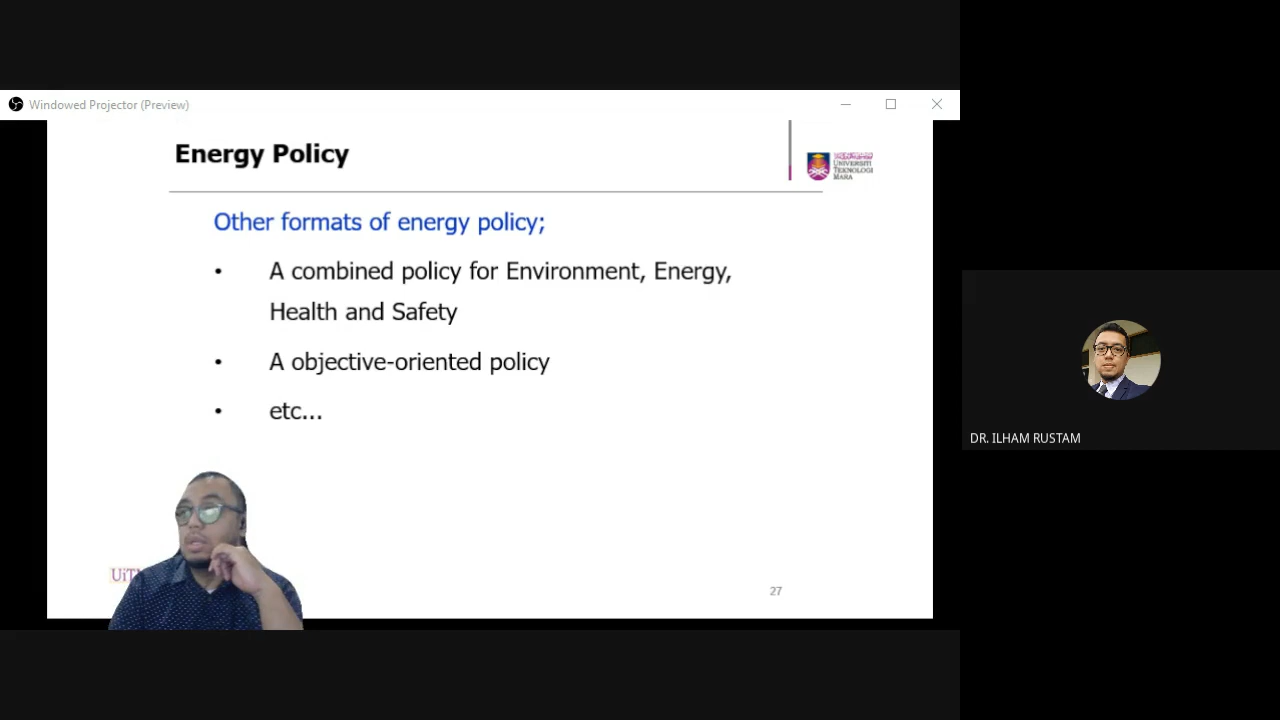 Windowed Projector (Preview)
Energy Policy
UNIVERSITI
TEKNOLOGI
MARA
Other formats of energy policy;
• A combined policy for Environment, Energy,
Health and Safety
• A objective-oriented policy
• etc...
DR. ILHAM RUSTAM
27